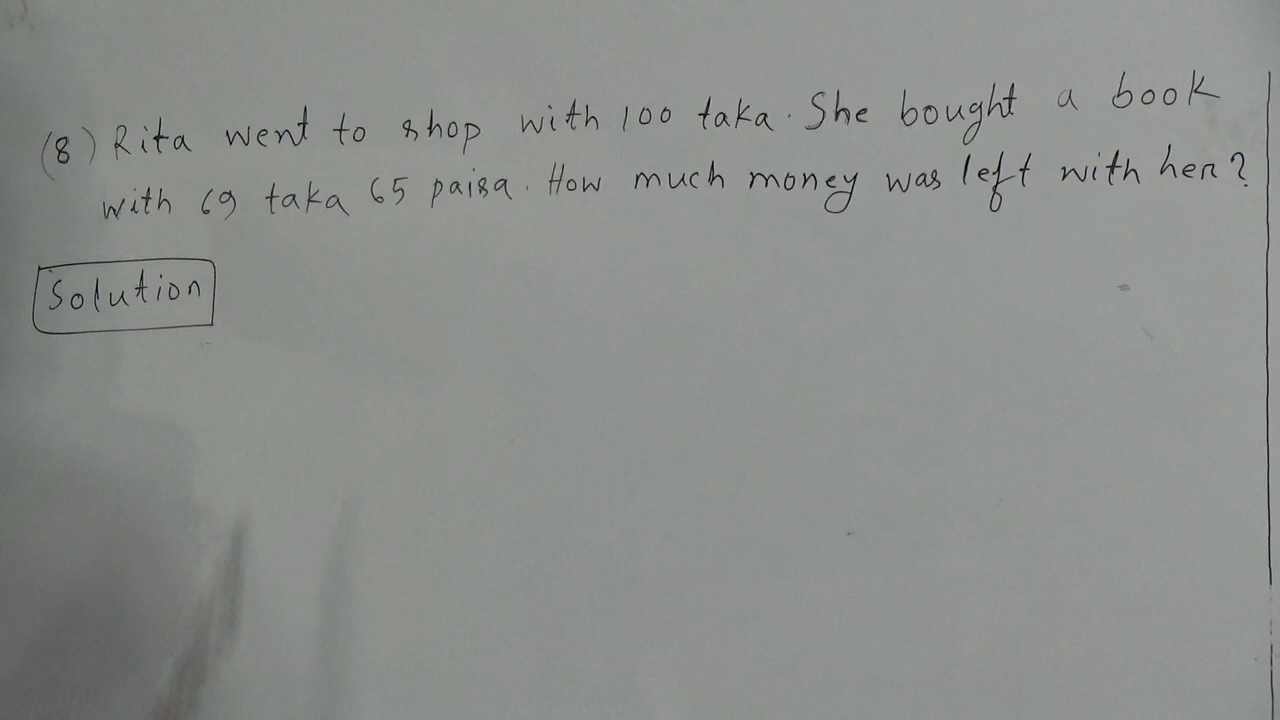 (8) Rita went to shop with 100 taka. She bought a book
with 69 taka 65 paisa. How much money was left with her?
Solution